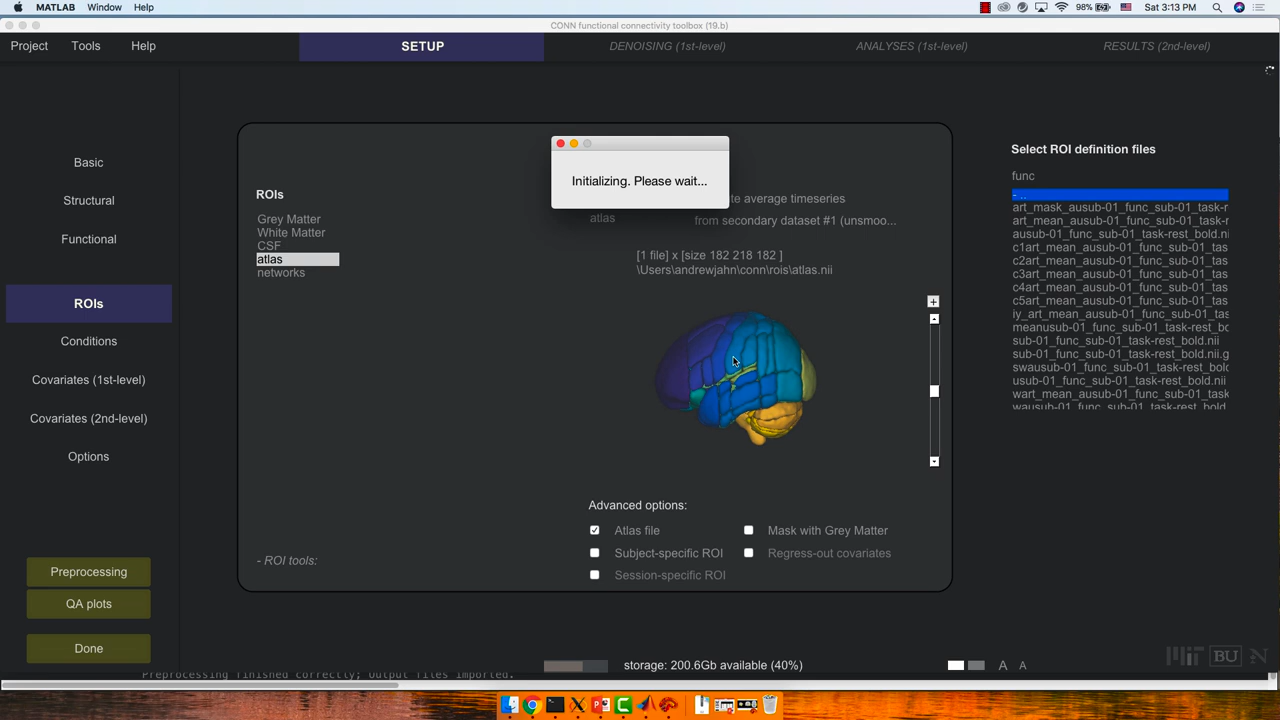 MATLAB Window Help
98% Sat 3:13 PM
CONN functional connectivity toolbox (19.b)
Project Tools Help
SETUP
DENOISING (1st-level)
ANALYSES (1st-level)
RESULTS (2nd-level)
Basic
Structural
Functional
ROIs
Conditions
Covariates (1st-level)
Covariates (2nd-level)
Options
Preprocessing
QA plots
Done
ROIs
Grey Matter
White Matter
CSF
atlas
networks
- ROI tools:
Initializing. Please wait...
te average timeseries
atlas
from secondary dataset #1 (unsmoo...
[1 file] x [size 182 218 182 ]
\Users\andrewjahn\conn\rois\atlas.nii
+
Advanced options:
Atlas file
Mask with Grey Matter
Subject-specific ROI
Regress-out covariates
Session-specific ROI
Select ROI definition files
func
- ..
art_mask_ausub-01_func_sub-01_task-r
art_mean_ausub-01_func_sub-01_task-r
ausub-01_func_sub-01_task-rest_bold.ni
c1art_mean_ausub-01_func_sub-01_tas
c2art_mean_ausub-01_func_sub-01_tas
c3art_mean_ausub-01_func_sub-01_tas
c4art_mean_ausub-01_func_sub-01_tas
c5art_mean_ausub-01_func_sub-01_tas
iy_art_mean_ausub-01_func_sub-01_tas
meanusub-01_func_sub-01_task-rest_bo
sub-01_func_sub-01_task-rest_bold.nii
sub-01_func_sub-01_task-rest_bold.nii.g
swausub-01_func_sub-01_task-rest_bold
usub-01_func_sub-01_task-rest_bold.nii
wart_mean_ausub-01_func_sub-01_task
wausub-01_func_sub-01_task-rest_bold
storage: 200.6Gb available (40%)
A A
MIT BU N
Preprocessing finished correctly; Output files imported.